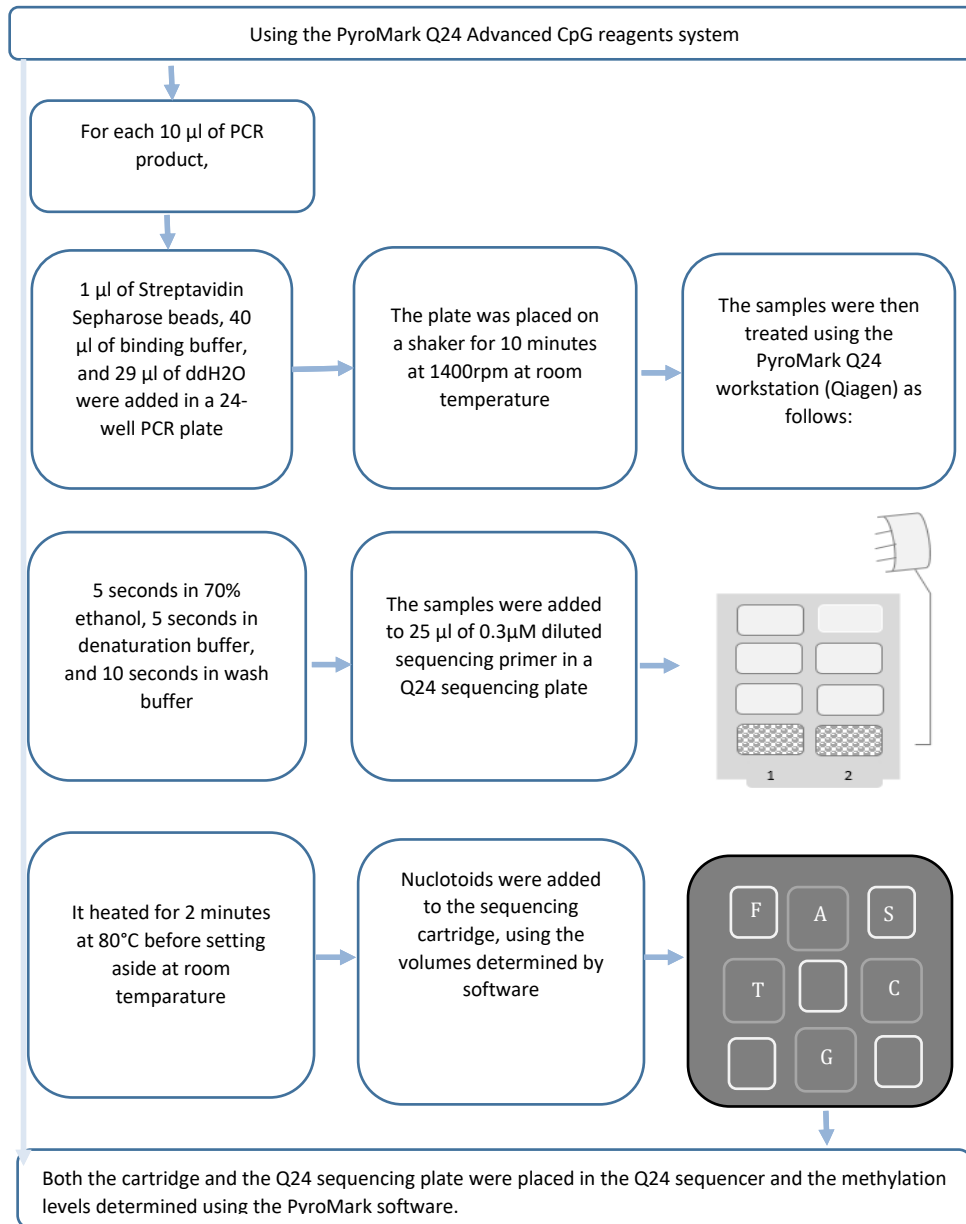 Using the PyroMark Q24 Advanced CpG reagents system
For each 10 µl of PCR
product,
1 µl of Streptavidin
Sepharose beads, 40
µl of binding buffer,
and 29 µl of ddH2O
were added in a 24-
well PCR plate
The plate was placed on
a shaker for 10 minutes
at 1400rpm at room
temperature
The samples were then
treated using the
PyroMark Q24
workstation (Qiagen) as
follows:
5 seconds in 70%
ethanol, 5 seconds in
denaturation buffer,
and 10 seconds in wash
buffer
The samples were added
to 25 µl of 0.3µM diluted
sequencing primer in a
Q24 sequencing plate
1 2
It heated for 2 minutes
at 80°C before setting
aside at room
temparature
Nuclotoids were added
to the sequencing
cartridge, using the
volumes determined by
software
F A S
T C
G
Both the cartridge and the Q24 sequencing plate were placed in the Q24 sequencer and the methylation
levels determined using the PyroMark software.